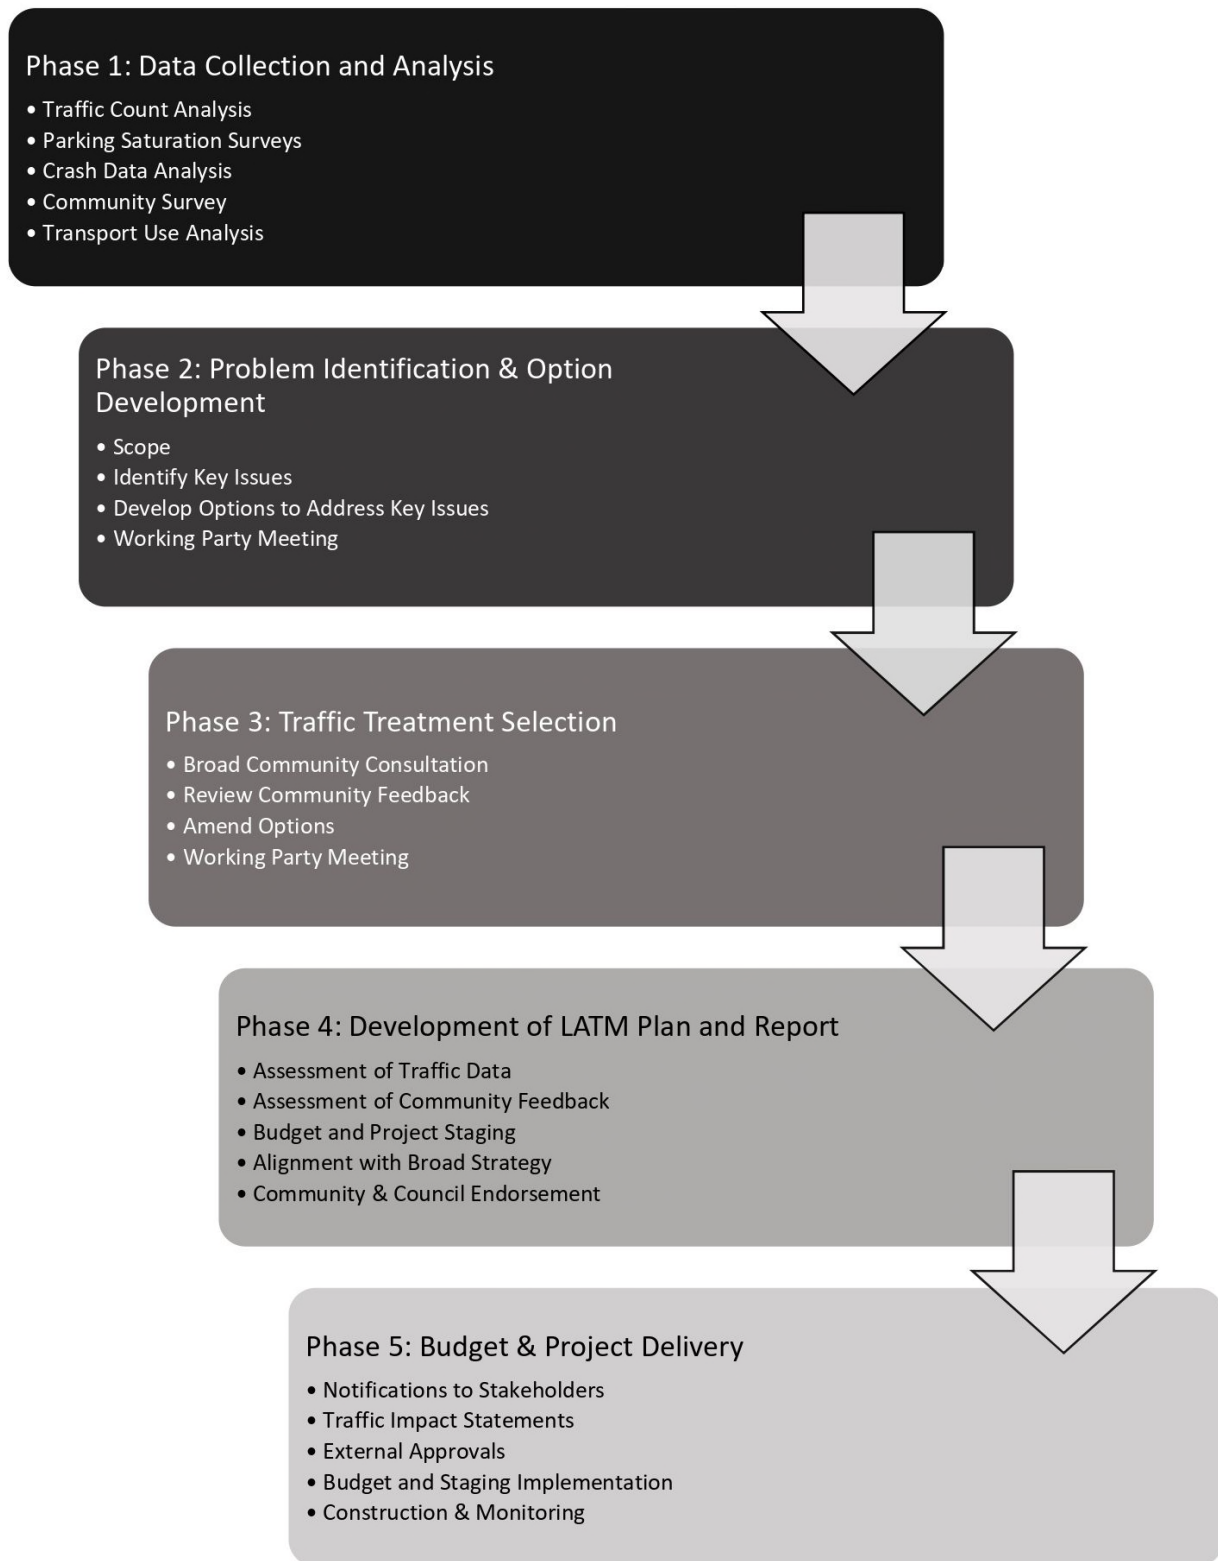 Phase 1: Data Collection and Analysis
• Traffic Count Analysis
• Parking Saturation Surveys
• Crash Data Analysis
• Community Survey
• Transport Use Analysis
Phase 2: Problem Identification & Option
Development
• Scope
• Identify Key Issues
• Develop Options to Address Key Issues
• Working Party Meeting
Phase 3: Traffic Treatment Selection
• Broad Community Consultation
• Review Community Feedback
• Amend Options
• Working Party Meeting
Phase 4: Development of LATM Plan and Report
• Assessment of Traffic Data
• Assessment of Community Feedback
• Budget and Project Staging
• Alignment with Broad Strategy
• Community & Council Endorsement
Phase 5: Budget & Project Delivery
• Notifications to Stakeholders
• Traffic Impact Statements
• External Approvals
• Budget and Staging Implementation
• Construction & Monitoring